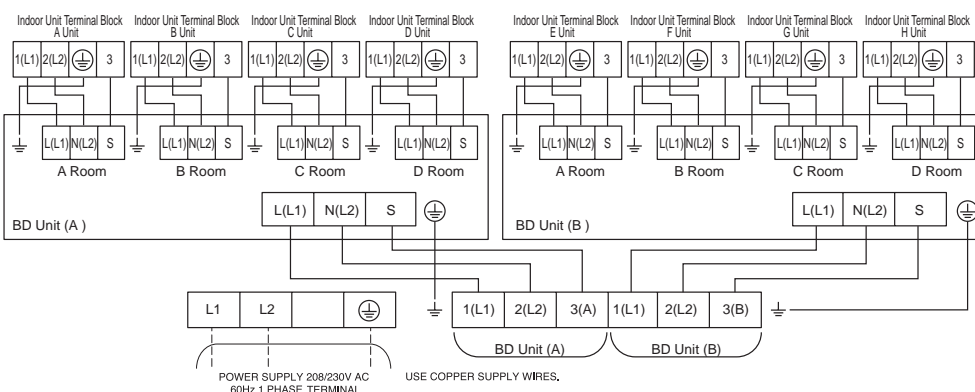 Indoor Unit Terminal Block
A Unit
Indoor Unit Terminal Block
B Unit
Indoor Unit Terminal Block
C Unit
Indoor Unit Terminal Block
D Unit
Indoor Unit Terminal Block
E Unit
Indoor Unit Terminal Block
F Unit
Indoor Unit Terminal Block
G Unit
Indoor Unit Terminal Block
H Unit
1(L1) 2(L2) 3
1(L1) 2(L2) 3
1(L1) 2(L2) 3
1(L1) 2(L2) 3
1(L1) 2(L2) 3
1(L1) 2(L2) 3
1(L1) 2(L2) 3
1(L1) 2(L2) 3
L(L1) N(L2) S
L(L1) N(L2) S
L(L1) N(L2) S
L(L1) N(L2) S
L(L1) N(L2) S
L(L1) N(L2) S
L(L1) N(L2) S
L(L1) N(L2) S
A Room
B Room
C Room
D Room
A Room
B Room
C Room
D Room
L(L1) N(L2) S
L(L1) N(L2) S
BD Unit (A )
BD Unit (B )
L1 L2
1(L1) 2(L2) 3(A) 1(L1) 2(L2) 3(B)
BD Unit (A)
BD Unit (B)
POWER SUPPLY 208/230V AC
60Hz 1 PHASE TERMINAL
USE COPPER SUPPLY WIRES.